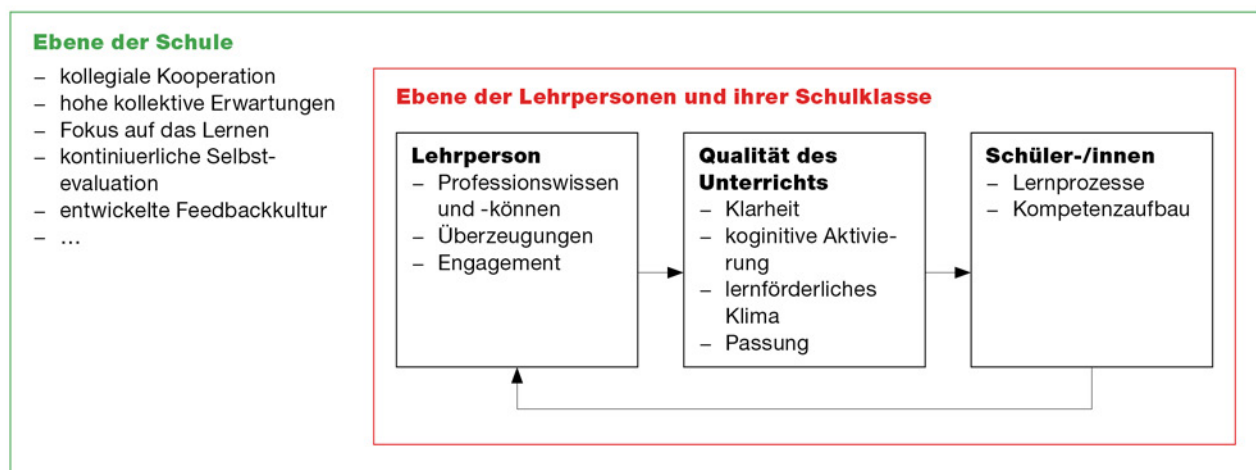 Ebene der Schule
– kollegiale Kooperation
– hohe kollektive Erwartungen
– Fokus auf das Lernen
– kontiniuerliche Selbst-
evaluation
– entwickelte Feedbackkultur
– ...
Ebene der Lehrpersonen und ihrer Schulklasse
Lehrperson
– Professionswissen
und -können
– Überzeugungen
– Engagement
Qualität des
Unterrichts
– Klarheit
– koginitive Aktivie-
rung
– lernförderliches
Klima
– Passung
Schüler-/innen
– Lernprozesse
– Kompetenzaufbau